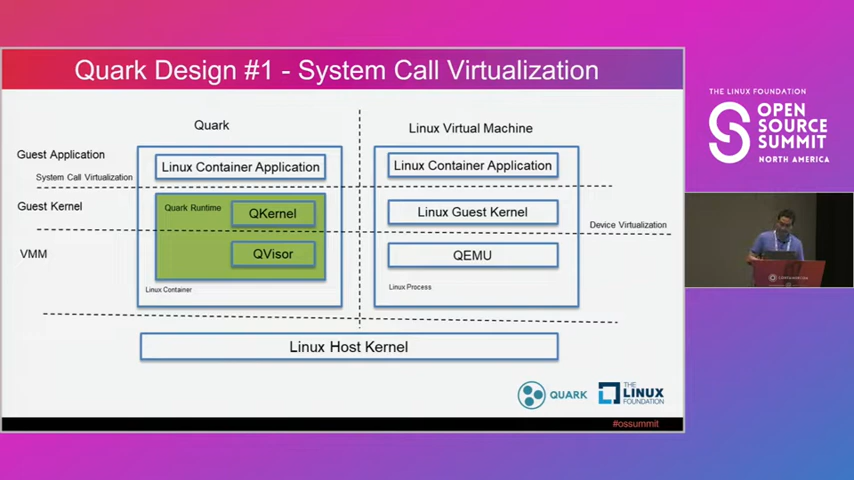 Quark Design #1 - System Call Virtualization
Quark
Linux Virtual Machine
Guest Application
Linux Container Application
Linux Container Application
System Call Virtualization
Guest Kernel
Quark Runtime
QKernel
Linux Guest Kernel
Device Virtualization
VMM
QVisor
QEMU
Linux Container
Linux Process
Linux Host Kernel
QUARK
THE
LINUX
FOUNDATION
#ossummit
THE LINUX FOUNDATION
OPEN
SOURCE
SUMMIT
NORTH AMERICA